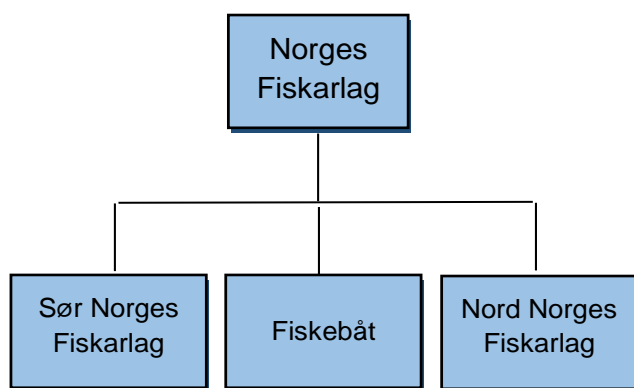 Norges
Fiskarlag
Sør Norges
Fiskarlag
Fiskebåt
Nord Norges
Fiskarlag